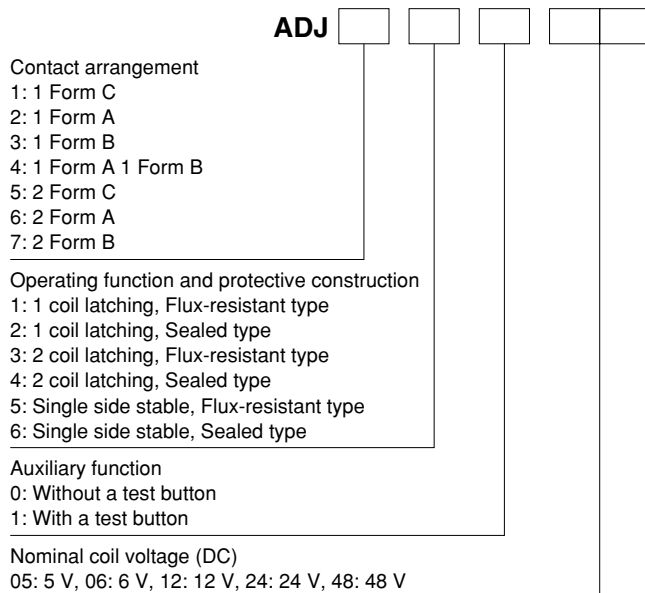 ADJ
Contact arrangement
1: 1 Form C
2: 1 Form A
3: 1 Form B
4: 1 Form A 1 Form B
5: 2 Form C
6: 2 Form A
7: 2 Form B
Operating function and protective construction
1: 1 coil latching, Flux-resistant type
2: 1 coil latching, Sealed type
3: 2 coil latching, Flux-resistant type
4: 2 coil latching, Sealed type
5: Single side stable, Flux-resistant type
6: Single side stable, Sealed type
Auxiliary function
0: Without a test button
1: With a test button
Nominal coil voltage (DC)
05: 5 V, 06: 6 V, 12: 12 V, 24: 24 V, 48: 48 V